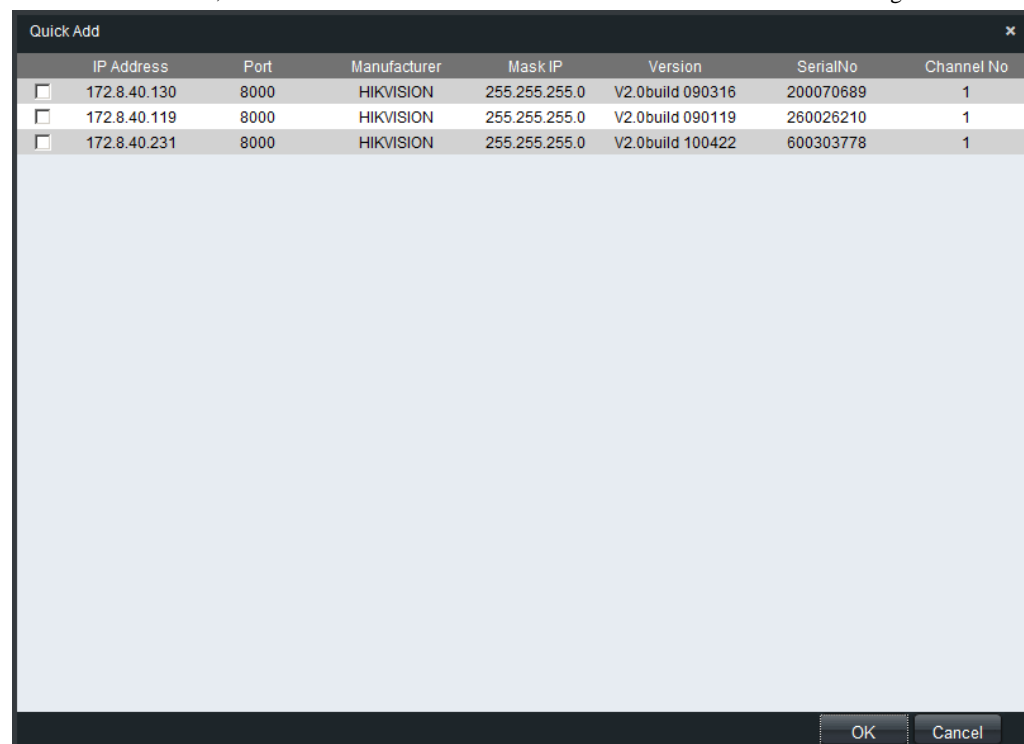 Quick Add ×
IP Address Port Manufacturer Mask IP Version SerialNo Channel No
172.8.40.130 8000 HIKVISION 255.255.255.0 V2.0build 090316 200070689 1
172.8.40.119 8000 HIKVISION 255.255.255.0 V2.0build 090119 260026210 1
172.8.40.231 8000 HIKVISION 255.255.255.0 V2.0build 100422 600303778 1
OK Cancel